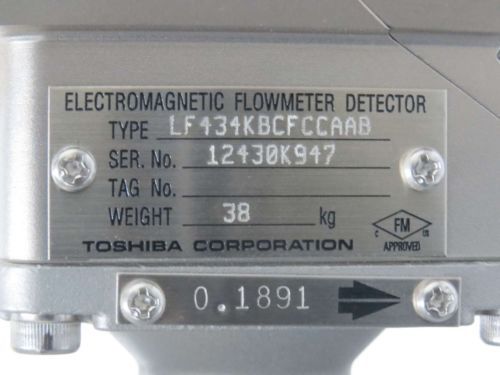 ELECTROMAGNETIC FLOWMETER DETECTOR
TYPE LF434KBCFCCAAB
SER. No. 12430K947
TAG No.
WEIGHT 38 kg
TOSHIBA CORPORATION
C FM US
APPROVED
0.1891